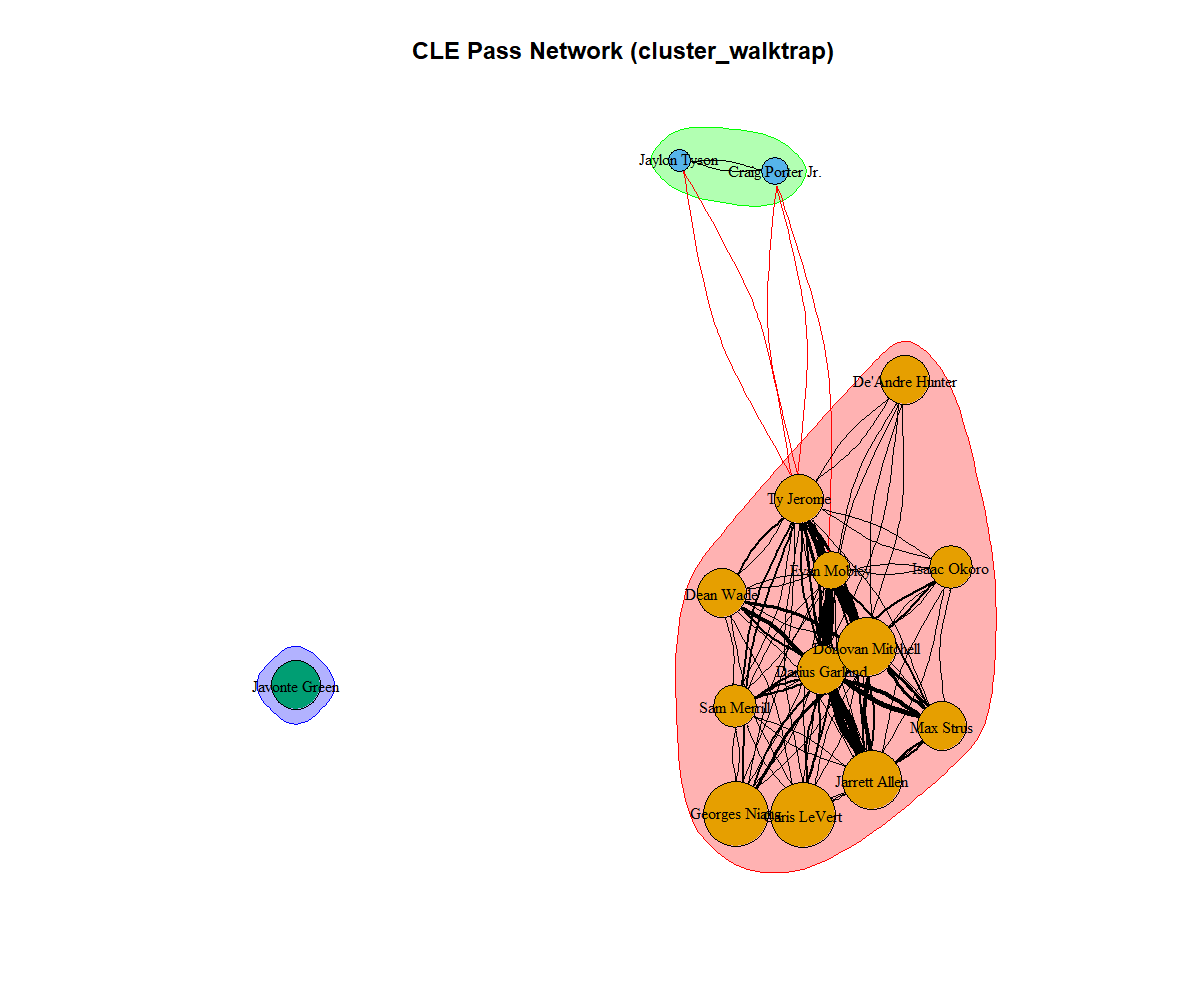 CLE Pass Network (cluster_walktrap)
Jaylon Tyson
Craig Porter Jr.
De'Andre Hunter
Ty Jerome
Evan Mobley
Isaac Okoro
Dean Wade
Donovan Mitchell
Darius Garland
Javonte Green
Sam Merrill
Max Strus
Jarrett Allen
Georges Niang
Caris LeVert